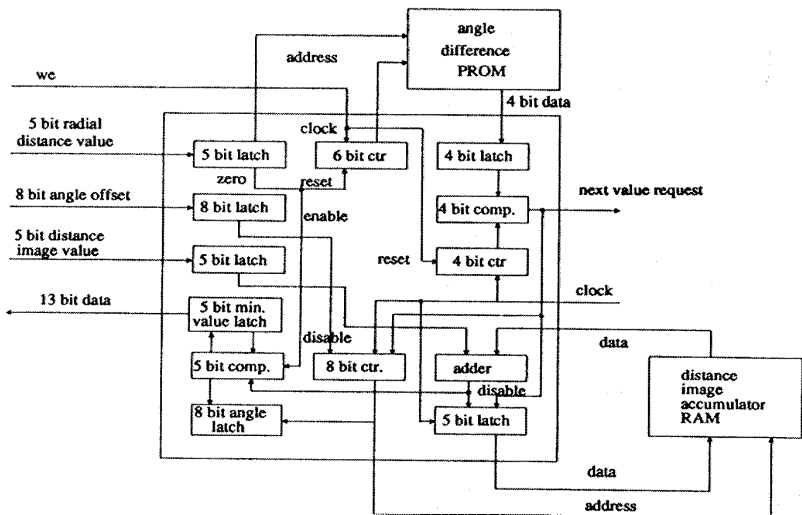 angle
difference
PROM
address
we
4 bit data
5 bit radial
distance value
clock
5 bit latch
6 bit ctr
4 bit latch
zero
reset
8 bit angle offset
8 bit latch
enable
4 bit comp.
next value request
5 bit distance
image value
5 bit latch
reset
4 bit ctr
13 bit data
5 bit min.
value latch
clock
disable
5 bit comp.
8 bit ctr.
adder
data
disable
distance
image
accumulator
RAM
8 bit angle
latch
5 bit latch
data
address